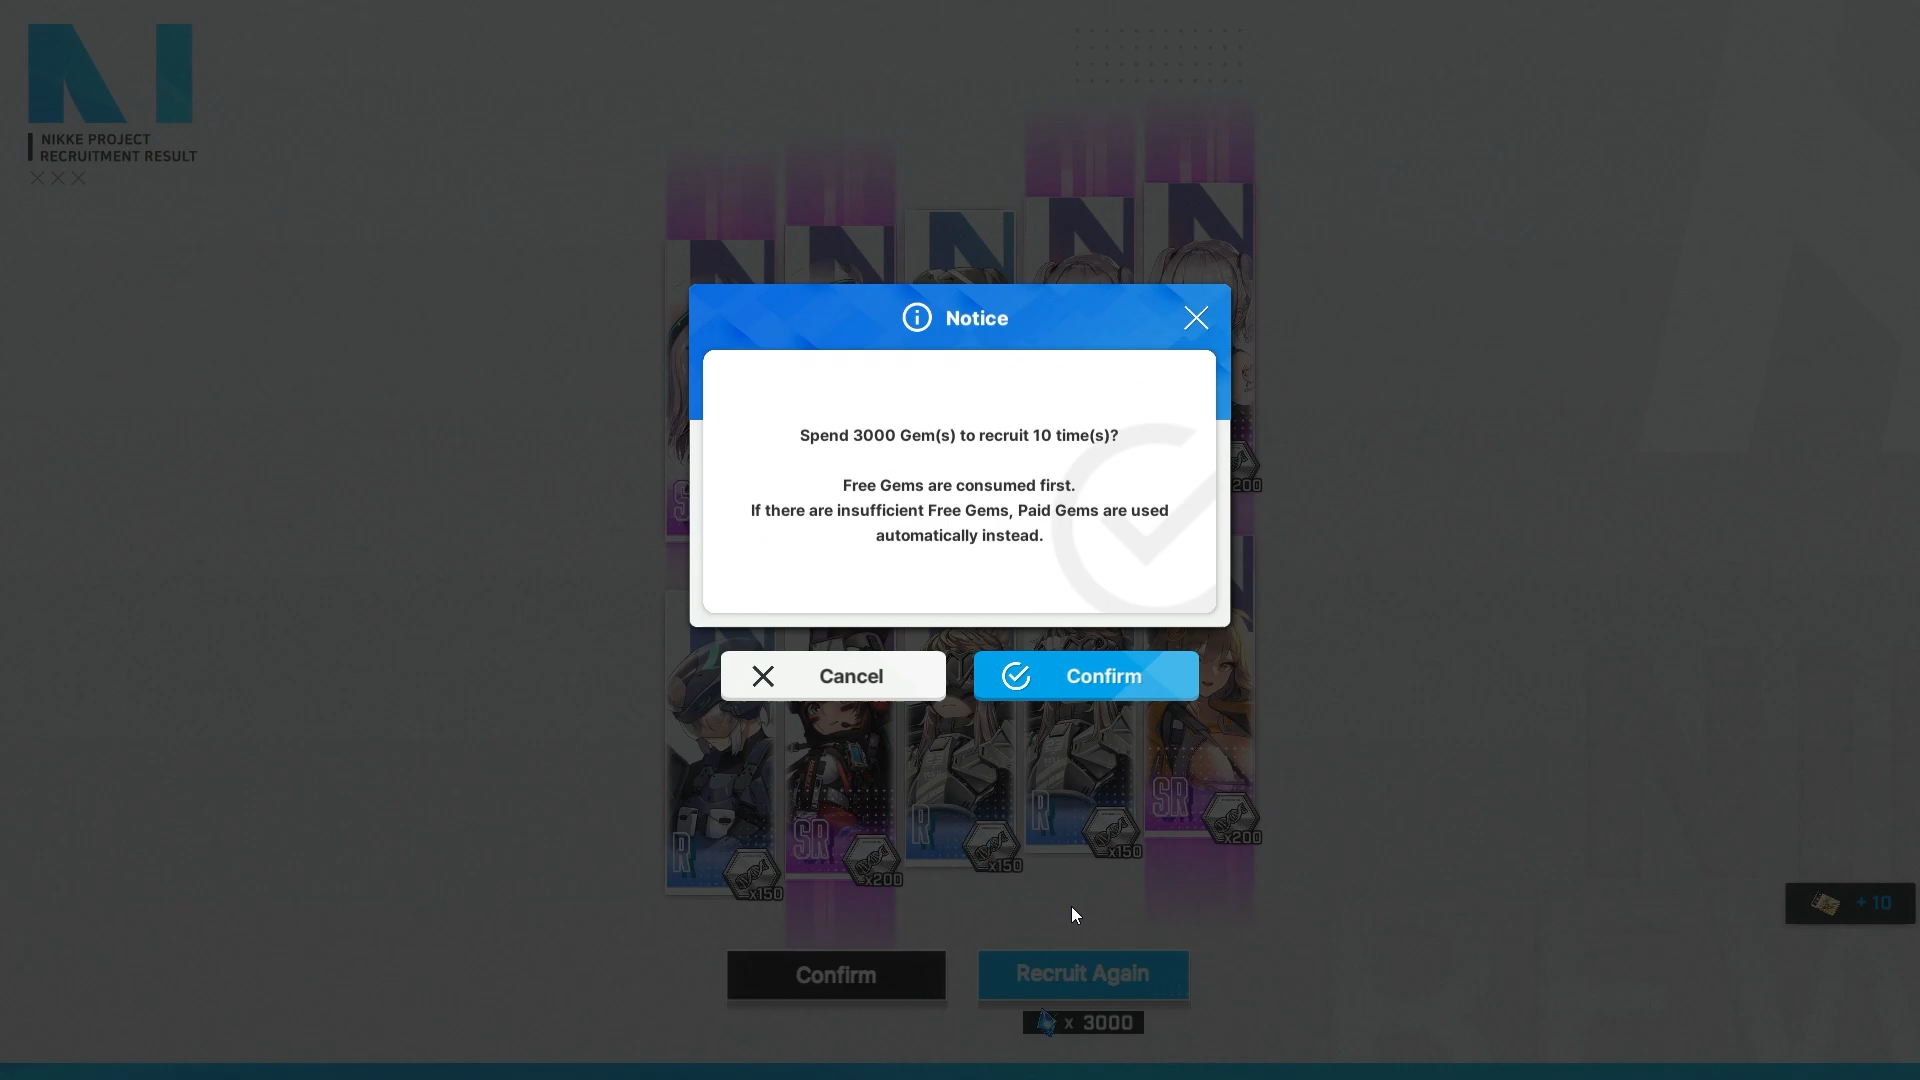 NIKKE PROJECT
RECRUITMENT RESULT
Notice
Spend 3000 Gem(s) to recruit 10 time(s)?
Free Gems are consumed first.
If there are insufficient Free Gems, Paid Gems are used
automatically instead.
x200
Cancel
Confirm
R
x150
SR
x200
R
x150
R
x150
SR
x200
+ 10
Confirm
Recruit Again
x 3000